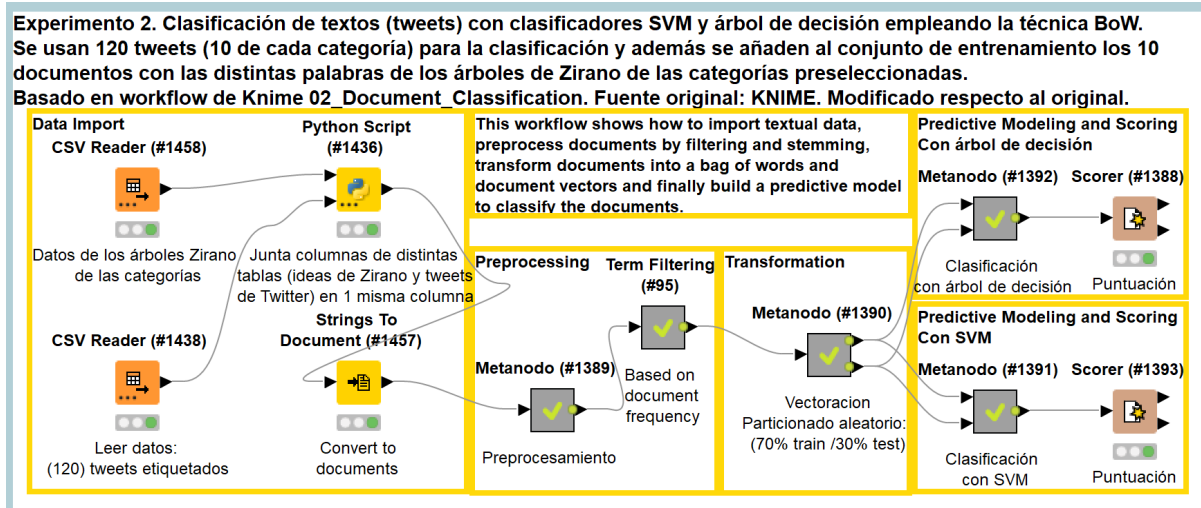 Experimento 2. Clasificación de textos (tweets) con clasificadores SVM y árbol de decisión empleando la técnica BoW.
Se usan 120 tweets (10 de cada categoría) para la clasificación y además se añaden al conjunto de entrenamiento los 10
documentos con las distintas palabras de los árboles de Zirano de las categorías preseleccionadas.
Basado en workflow de Knime 02_Document_Classification. Fuente original: KNIME. Modificado respecto al original.
Data Import
CSV Reader (#1458)
Datos de los árboles Zirano
de las categorías
Python Script
(#1436)
Junta columnas de distintas
tablas (ideas de Zirano y tweets
de Twitter) en 1 misma columna
CSV Reader (#1438)
Leer datos:
(120) tweets etiquetados
Strings To
Document (#1457)
Convert to
documents
This workflow shows how to import textual data,
preprocess documents by filtering and stemming,
transform documents into a bag of words and
document vectors and finally build a predictive model
to classify the documents.
Preprocessing
Metanodo (#1389)
Preprocesamiento
Term Filtering
(#95)
Based on
document
frequency
Transformation
Metanodo (#1390)
Vectoracion
Particionado aleatorio:
(70% train /30% test)
Predictive Modeling and Scoring
Con árbol de decisión
Metanodo (#1392)
Clasificación
con árbol de decisión
Scorer (#1388)
Puntuación
Predictive Modeling and Scoring
Con SVM
Metanodo (#1391)
Clasificación
con SVM
Scorer (#1393)
Puntuación